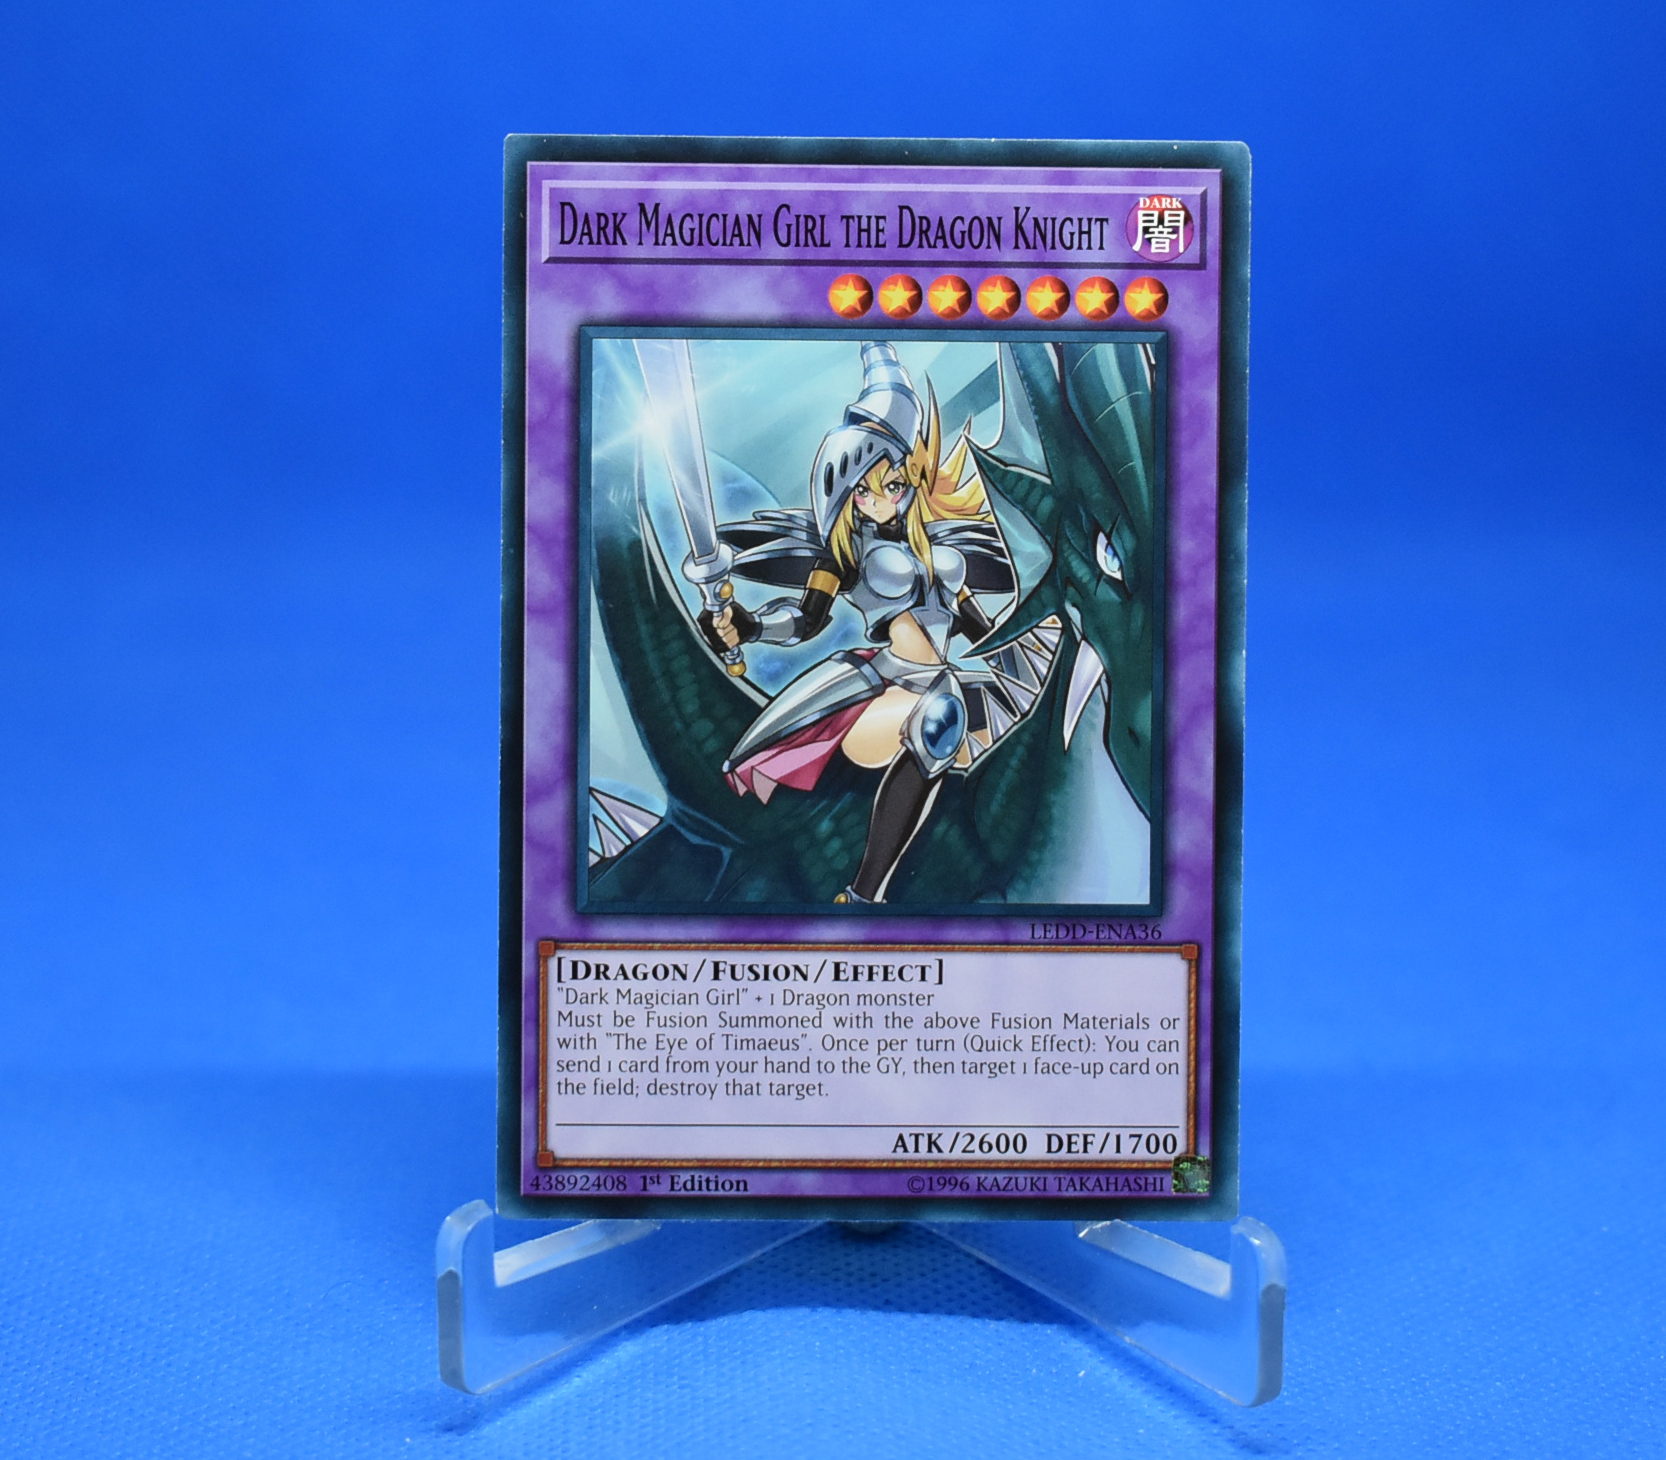 DARK MAGICIAN GIRL THE DRAGON KNIGHT
DARK
闇
LEDD-ENA36
[DRAGON/FUSION/EFFECT]
"Dark Magician Girl" + 1 Dragon monster
Must be Fusion Summoned with the above Fusion Materials or
with "The Eye of Timaeus". Once per turn (Quick Effect): You can
send 1 card from your hand to the GY, then target 1 face-up card on
the field; destroy that target.
ATK/2600 DEF/1700
43892408 1st Edition
©1996 KAZUKI TAKAHASHI